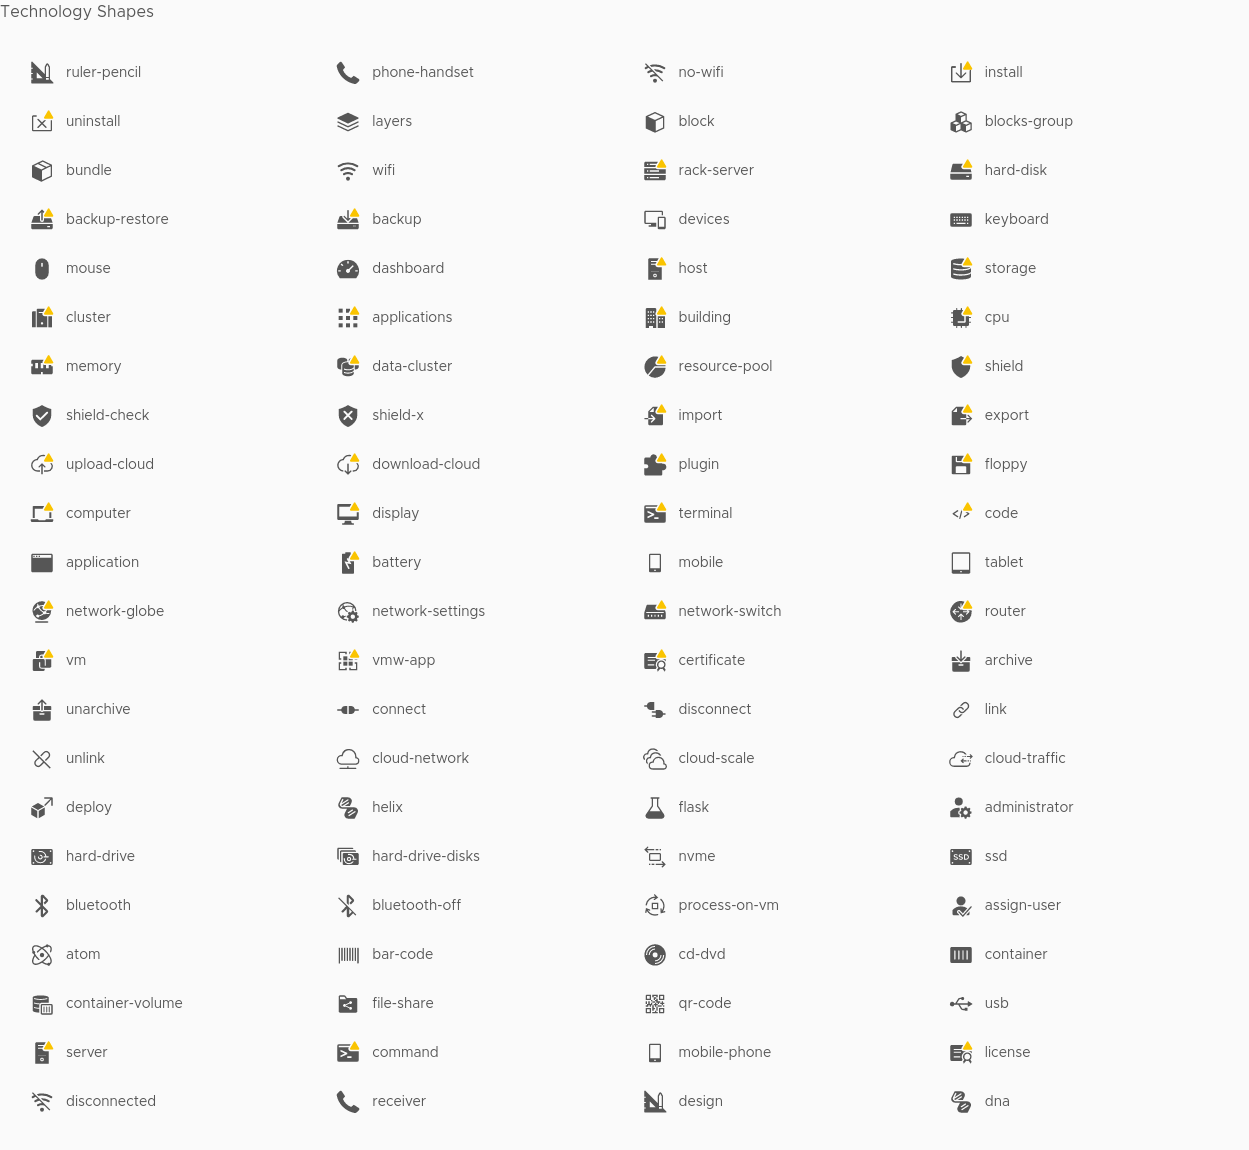 Technology Shapes
ruler-pencil phone-handset no-wifi install
uninstall layers block blocks-group
bundle wifi rack-server hard-disk
backup-restore backup devices keyboard
mouse dashboard host storage
cluster applications building cpu
memory data-cluster resource-pool shield
shield-check shield-x import export
upload-cloud download-cloud plugin floppy
computer display terminal code
application battery mobile tablet
network-globe network-settings network-switch router
vm vmw-app certificate archive
unarchive connect disconnect link
unlink cloud-network cloud-scale cloud-traffic
deploy helix flask administrator
hard-drive hard-drive-disks nvme SSD ssd
bluetooth bluetooth-off process-on-vm assign-user
atom bar-code cd-dvd container
container-volume file-share qr-code usb
server command mobile-phone license
disconnected receiver design dna